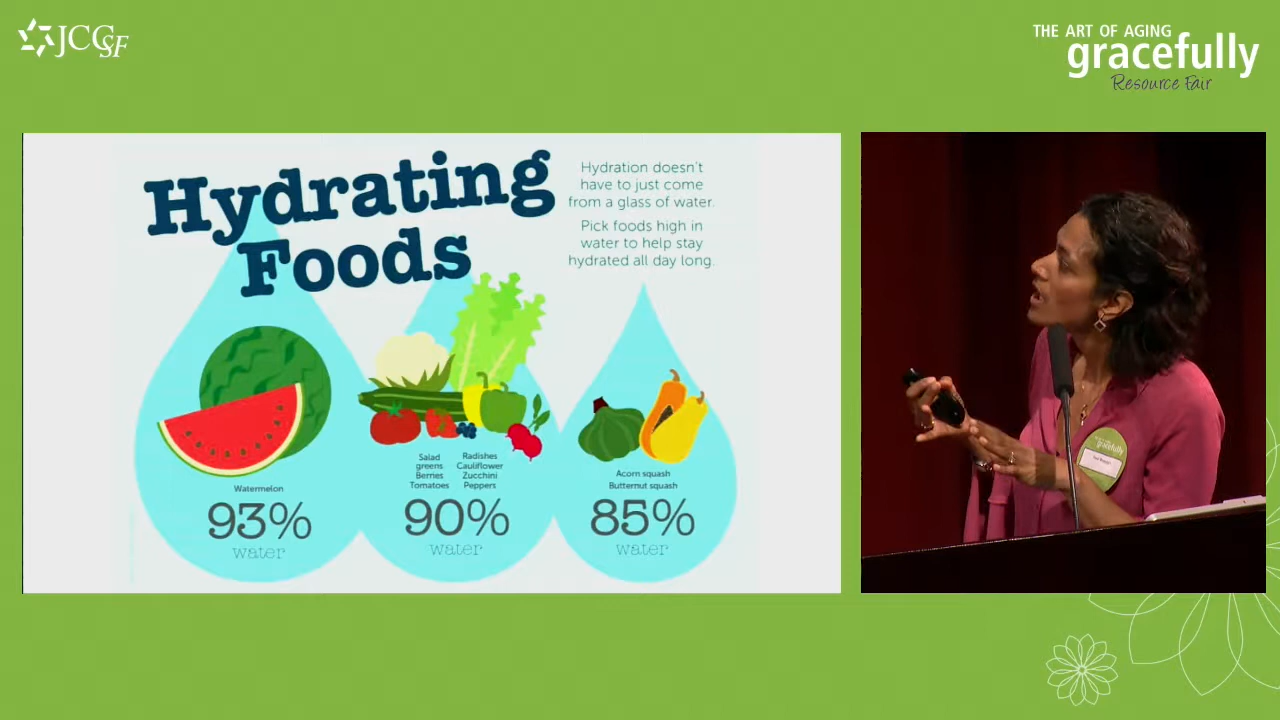 JCCSF
THE ART OF AGING
gracefully
Resource Fair
Hydrating
Foods
Hydration doesn't
have to just come
from a glass of water.
Pick foods high in
water to help stay
hydrated all day long.
Watermelon
93%
water
Salad
greens
Berries
Tomatoes
Radishes
Cauliflower
Zucchini
Peppers
90%
water
Acorn squash
Butternut squash
85%
water
gracefully